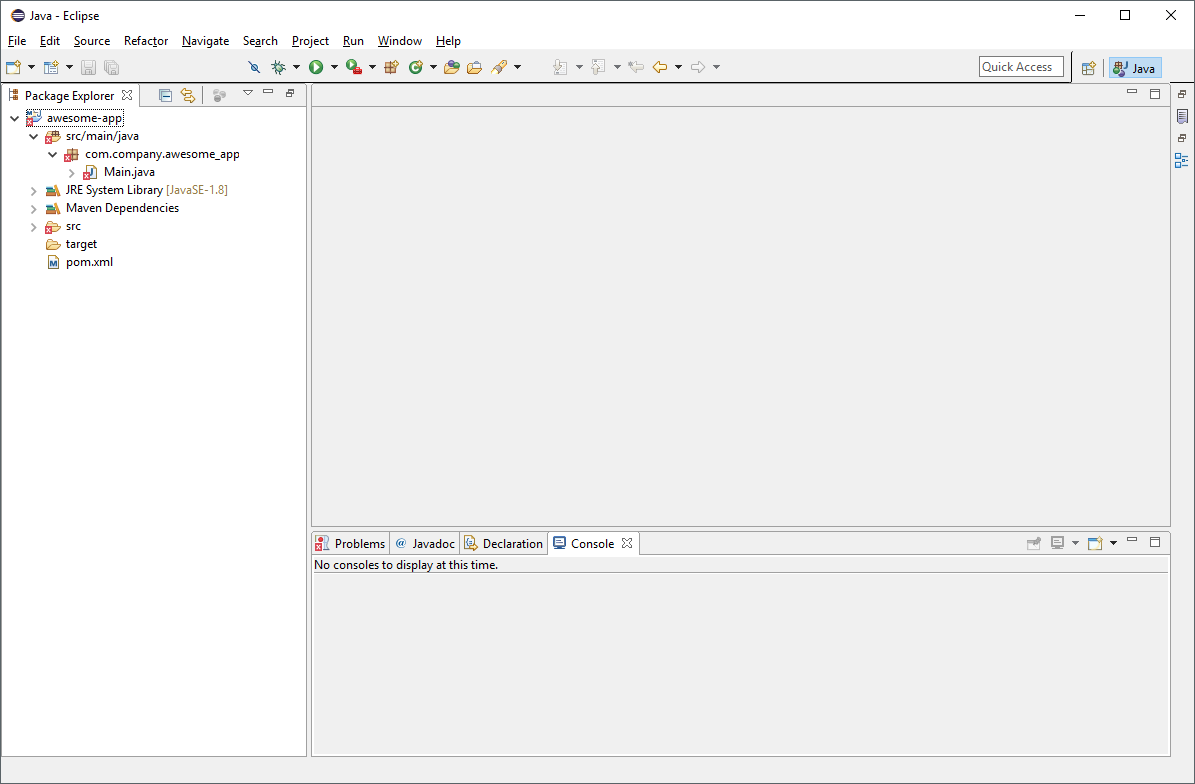 Java - Eclipse
File Edit Source Refactor Navigate Search Project Run Window Help
Quick Access
Java
Package Explorer
awesome-app
src/main/java
com.company.awesome_app
Main.java
JRE System Library [JavaSE-1.8]
Maven Dependencies
src
target
pom.xml
Problems @ Javadoc Declaration Console
No consoles to display at this time.